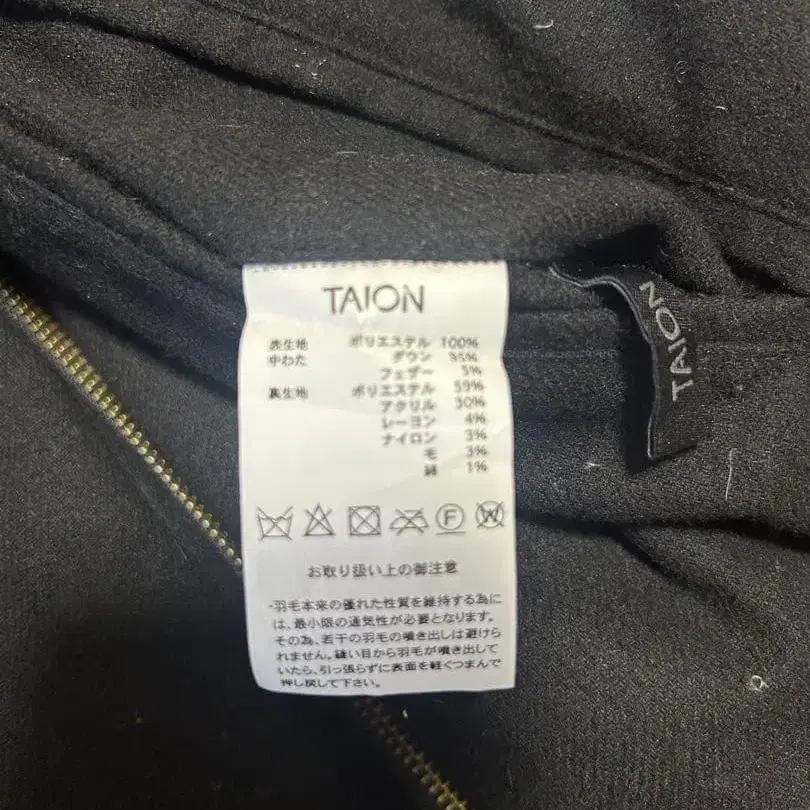 TAION
表生地 ポリエステル 100%
中わた ダウン 95%
フェザー 5%
裏生地 ポリエステル 59%
アクリル 30%
レーヨン 4%
ナイロン 3%
毛 3%
綿 1%
F W
お取り扱い上の御注意
・羽毛本来の優れた性質を維持する為に
は、最小限の通気性が必要となります。
その為、若干の羽毛の噴き出しは避けら
れません。縫い目から羽毛が噴き出して
いたら、引っ張らずに表面を軽くつまんで
押し戻して下さい。
TAION